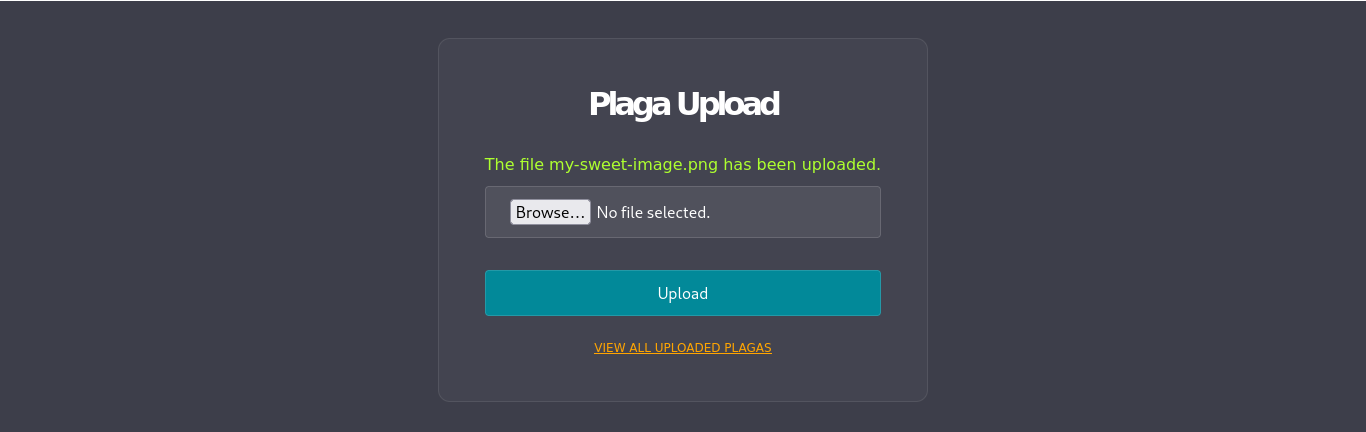 Plaga Upload
The file my-sweet-image.png has been uploaded.
Browse... No file selected.
Upload
VIEW ALL UPLOADED PLAGAS